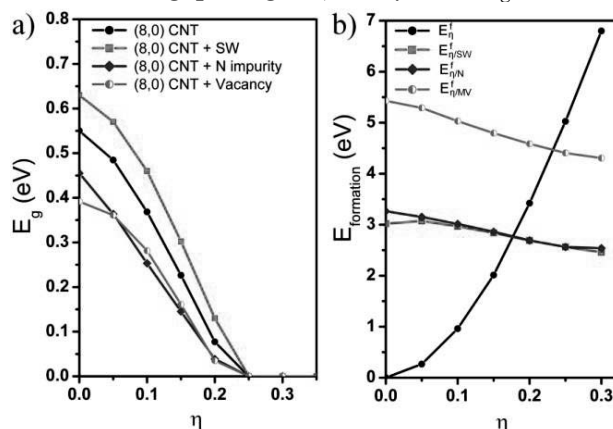 a)
(8,0) CNT
(8,0) CNT + SW
(8,0) CNT + N impurity
(8,0) CNT + Vacancy
E_g (eV)
0.8
0.7
0.6
0.5
0.4
0.3
0.2
0.1
0.0
0.0 0.1 0.2 0.3
η
b)
E^f_η
E^f_η/SW
E^f_η/N
E^f_η/MV
E_formation (eV)
7
6
5
4
3
2
1
0
0.0 0.1 0.2 0.3
η